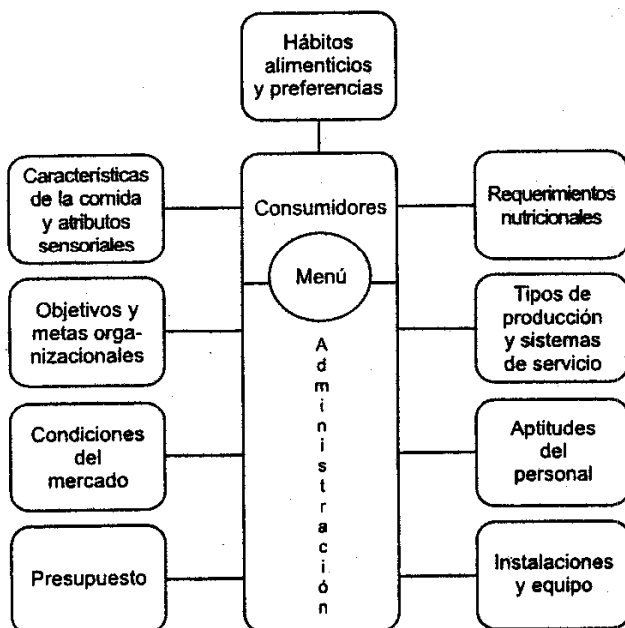 Hábitos
alimenticios
y preferencias
Características
de la comida
y atributos
sensoriales
Consumidores
Requerimientos
nutricionales
Menú
Objetivos y
metas orga-
nizacionales
Tipos de
producción
y sistemas
de servicio
Administración
Condiciones
del
mercado
Aptitudes
del
personal
Presupuesto
Instalaciones
y equipo